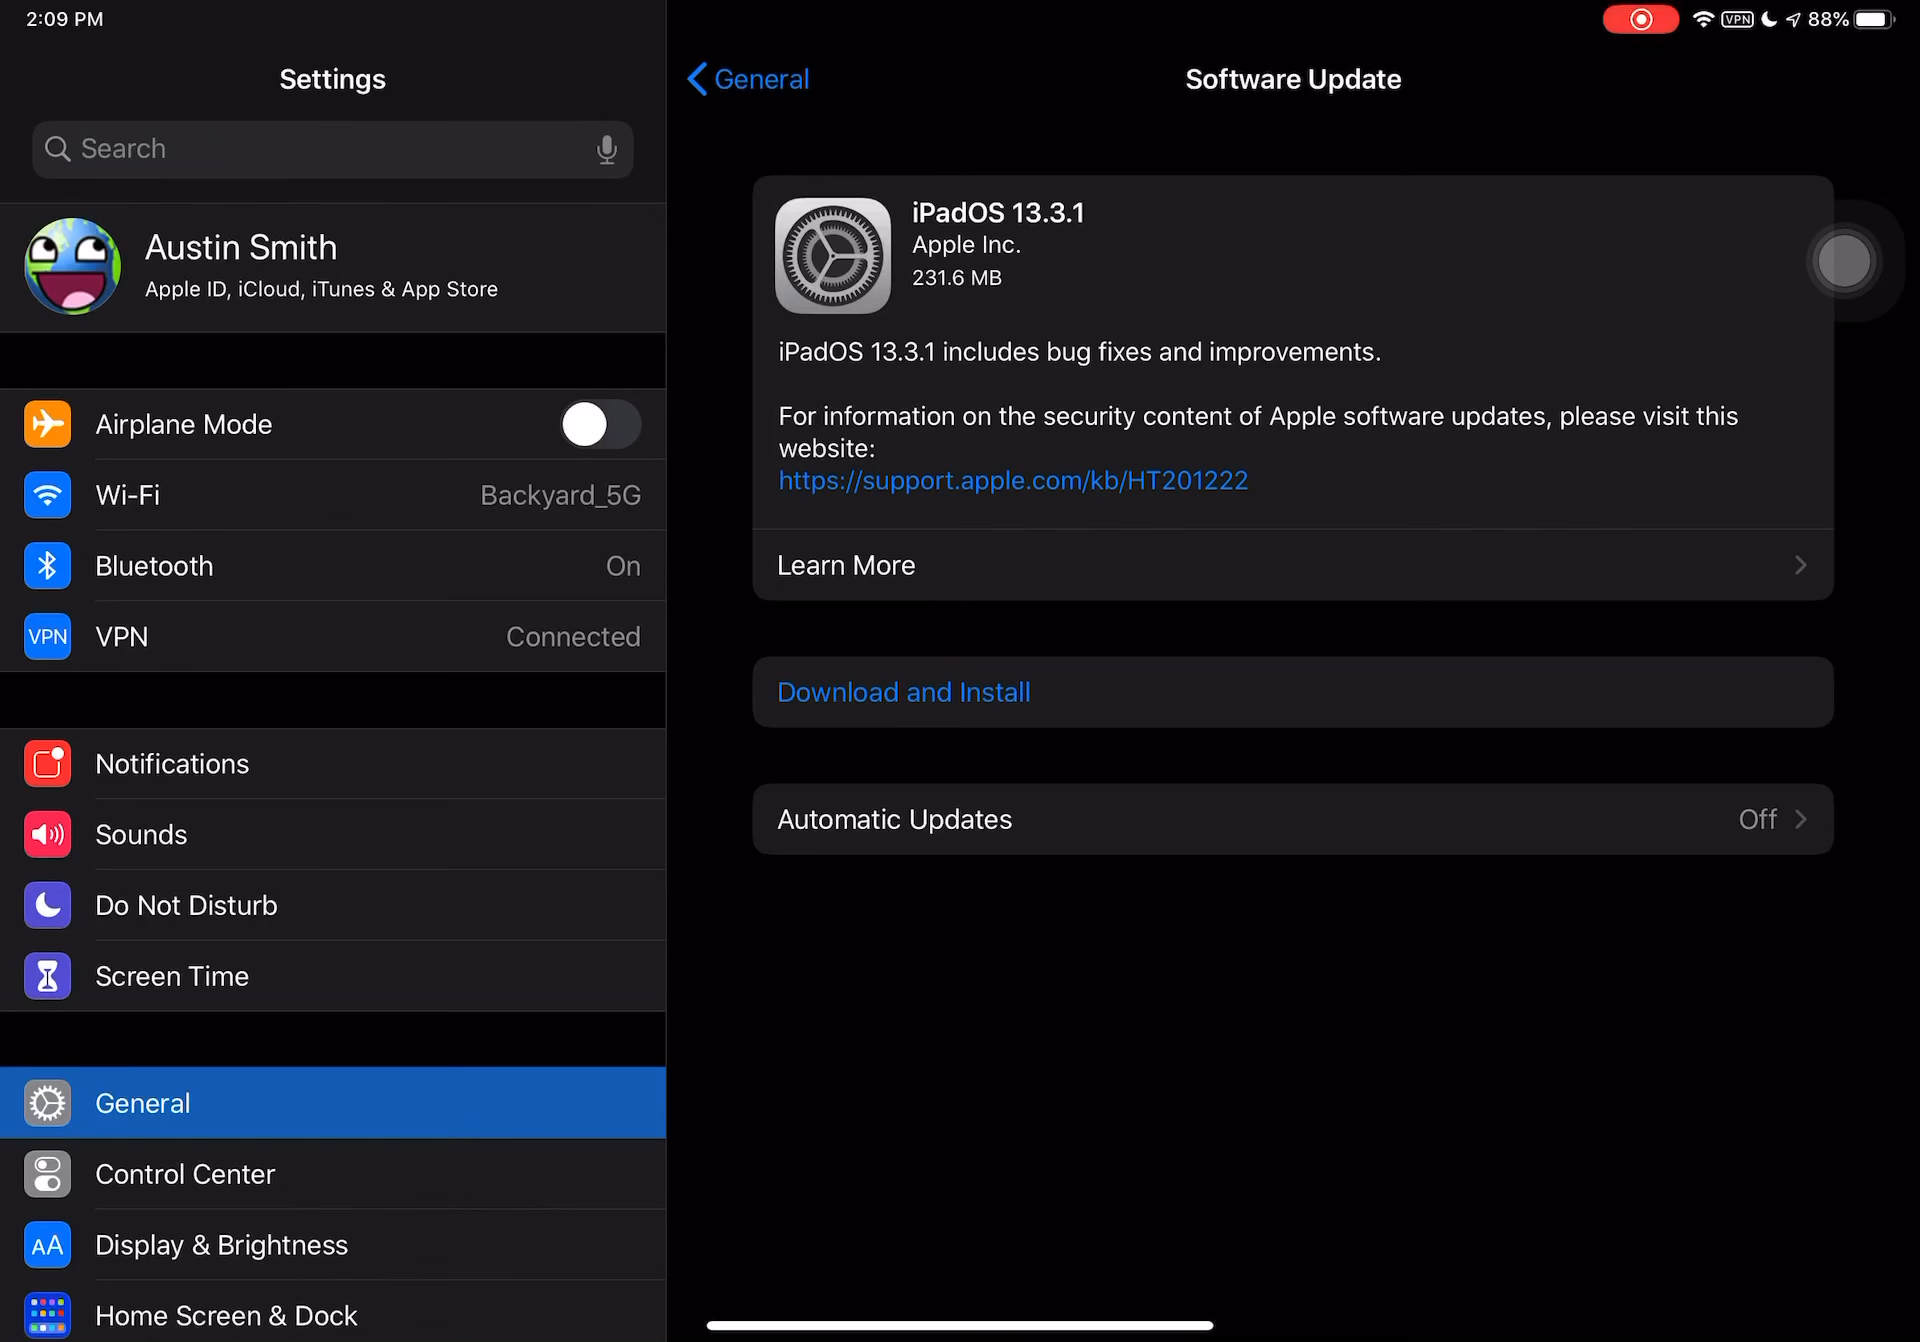 2:09 PM
VPN 88%
Settings
Search
Austin Smith
Apple ID, iCloud, iTunes & App Store
Airplane Mode
Wi-Fi Backyard_5G
Bluetooth On
VPN VPN Connected
Notifications
Sounds
Do Not Disturb
Screen Time
General
Control Center
AA Display & Brightness
Home Screen & Dock
General
Software Update
iPadOS 13.3.1
Apple Inc.
231.6 MB
iPadOS 13.3.1 includes bug fixes and improvements.
For information on the security content of Apple software updates, please visit this
website:
https://support.apple.com/kb/HT201222
Learn More
Download and Install
Automatic Updates Off